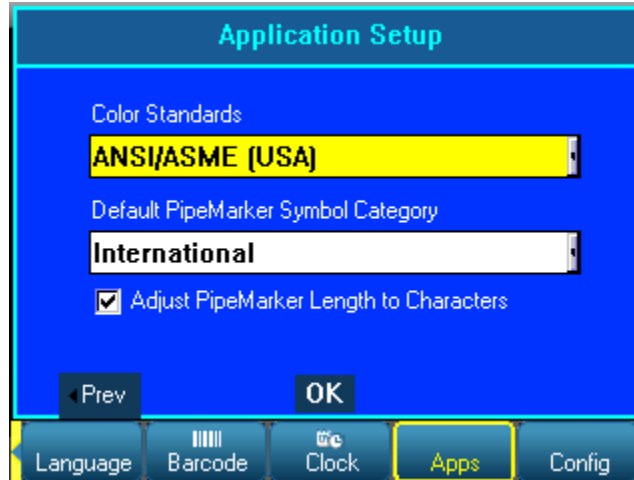 Application Setup
Color Standards
ANSI/ASME (USA)
Default PipeMarker Symbol Category
International
Adjust PipeMarker Length to Characters
Prev OK
Language Barcode Clock Apps Config